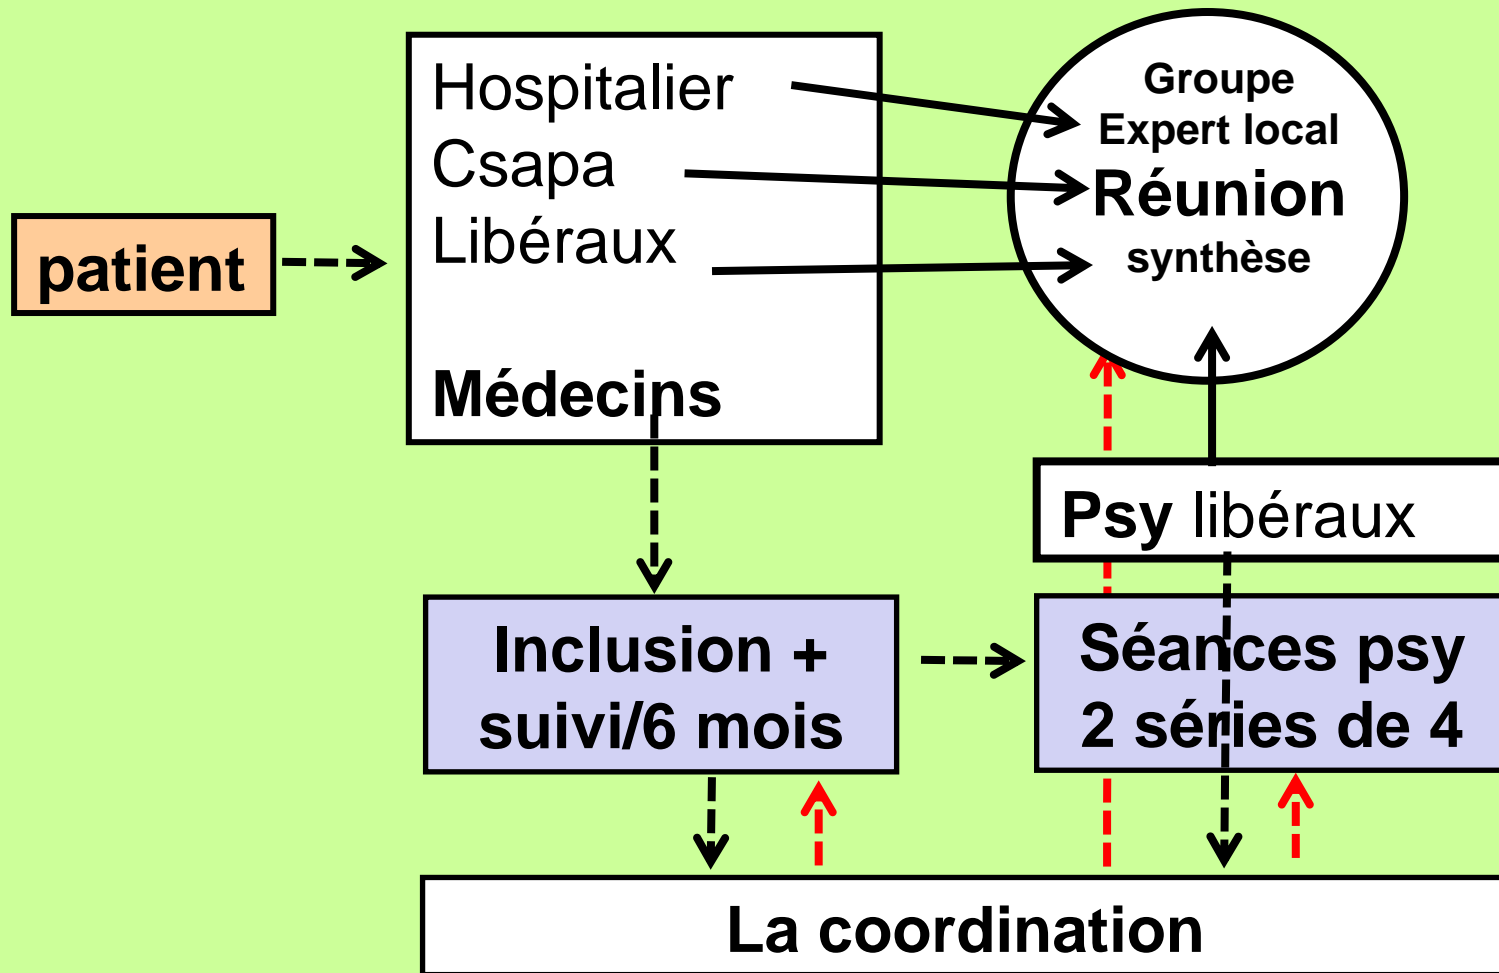 patient
Hospitalier
Csapa
Libéraux
Médecins
Groupe
Expert local
Réunion
synthèse
Psy libéraux
Inclusion +
suivi/6 mois
Séances psy
2 séries de 4
La coordination